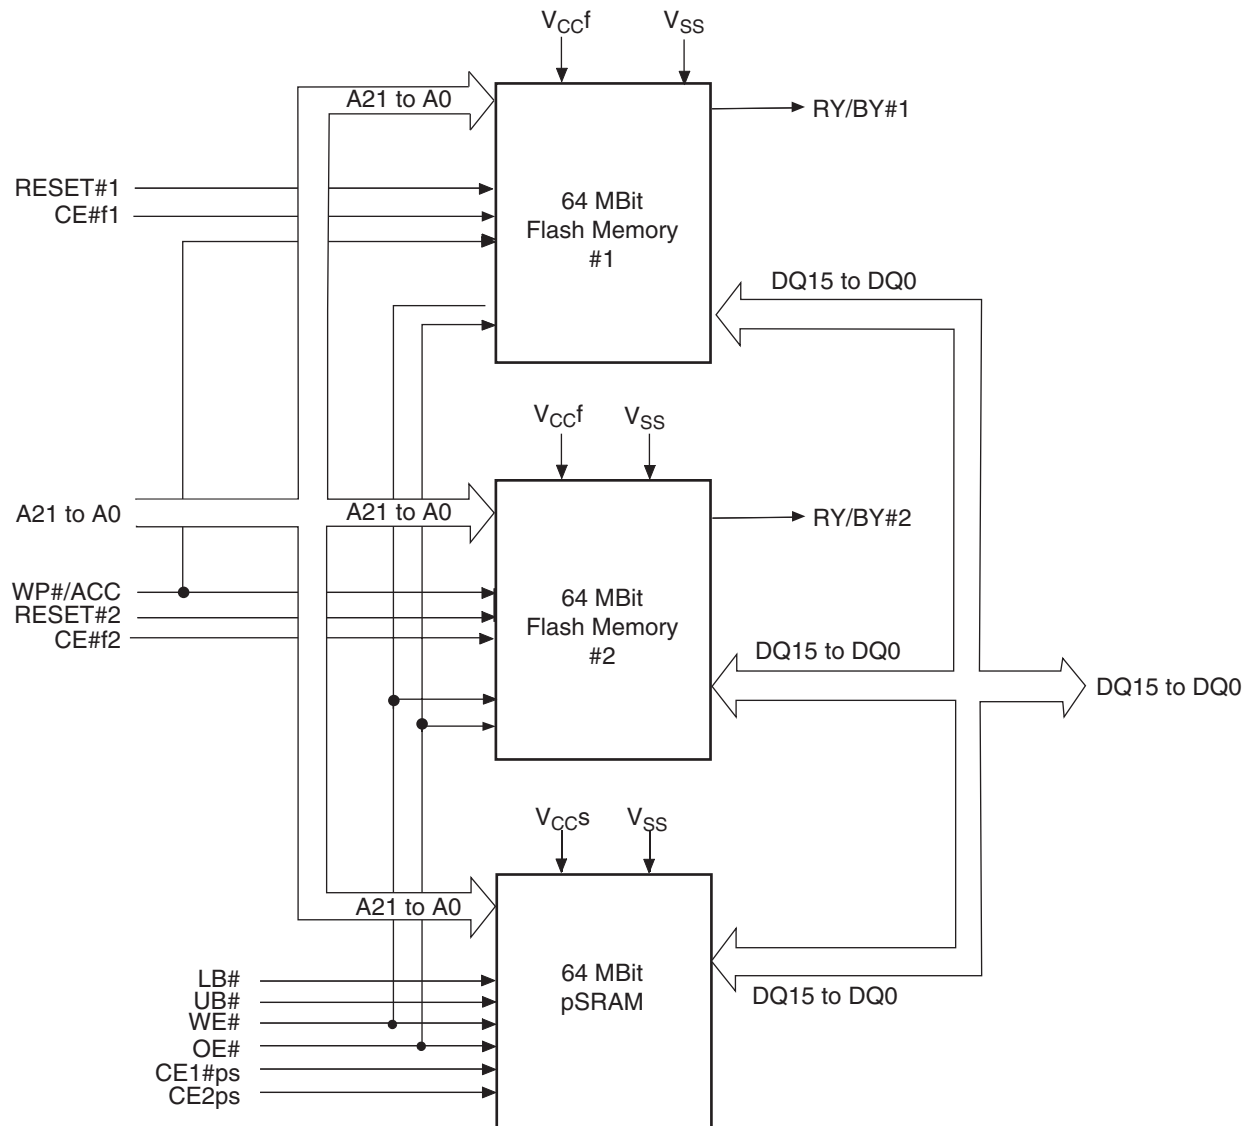 VCCf
VSS
A21 to A0
RY/BY#1
RESET#1
CE#f1
64 MBit
Flash Memory
#1
DQ15 to DQ0
VCCf
VSS
A21 to A0
A21 to A0
RY/BY#2
WP#/ACC
RESET#2
CE#f2
64 MBit
Flash Memory
#2
DQ15 to DQ0
DQ15 to DQ0
VCCs
VSS
A21 to A0
LB#
UB#
WE#
OE#
CE1#ps
CE2ps
64 MBit
pSRAM
DQ15 to DQ0